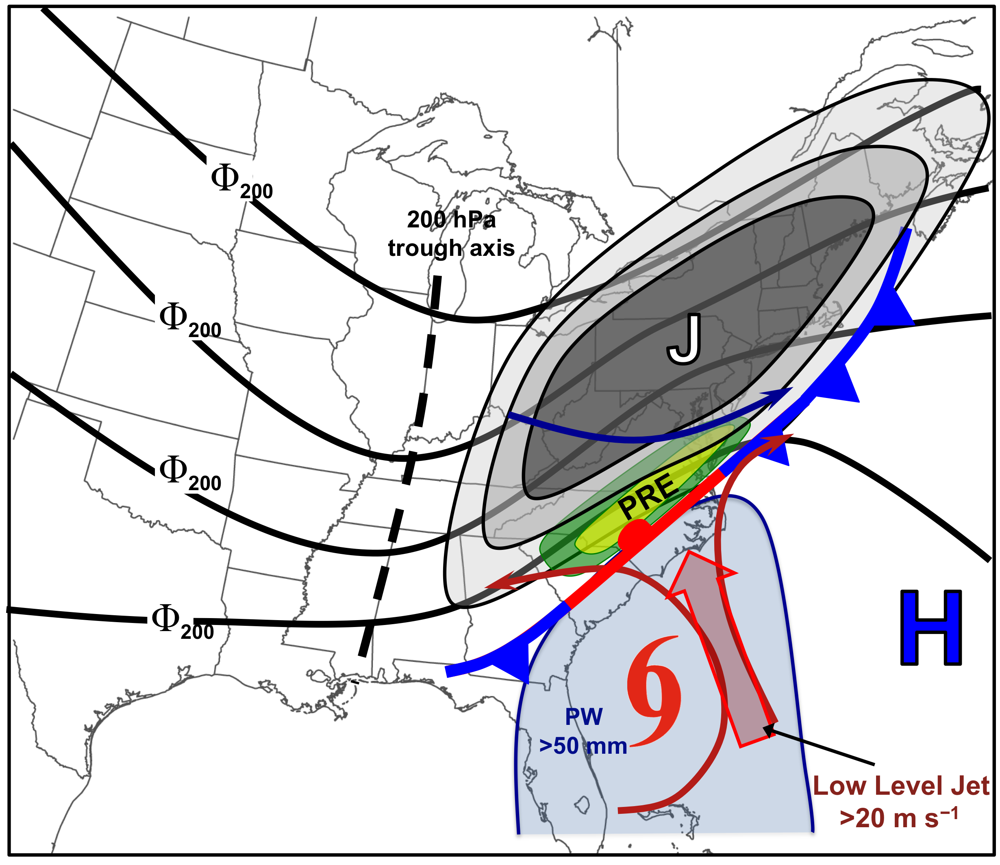 Φ200
200 hPa
trough axis
Φ200
J
Φ200
PRE
H
Φ200
PW
>50 mm
Low Level Jet
>20 m s−1